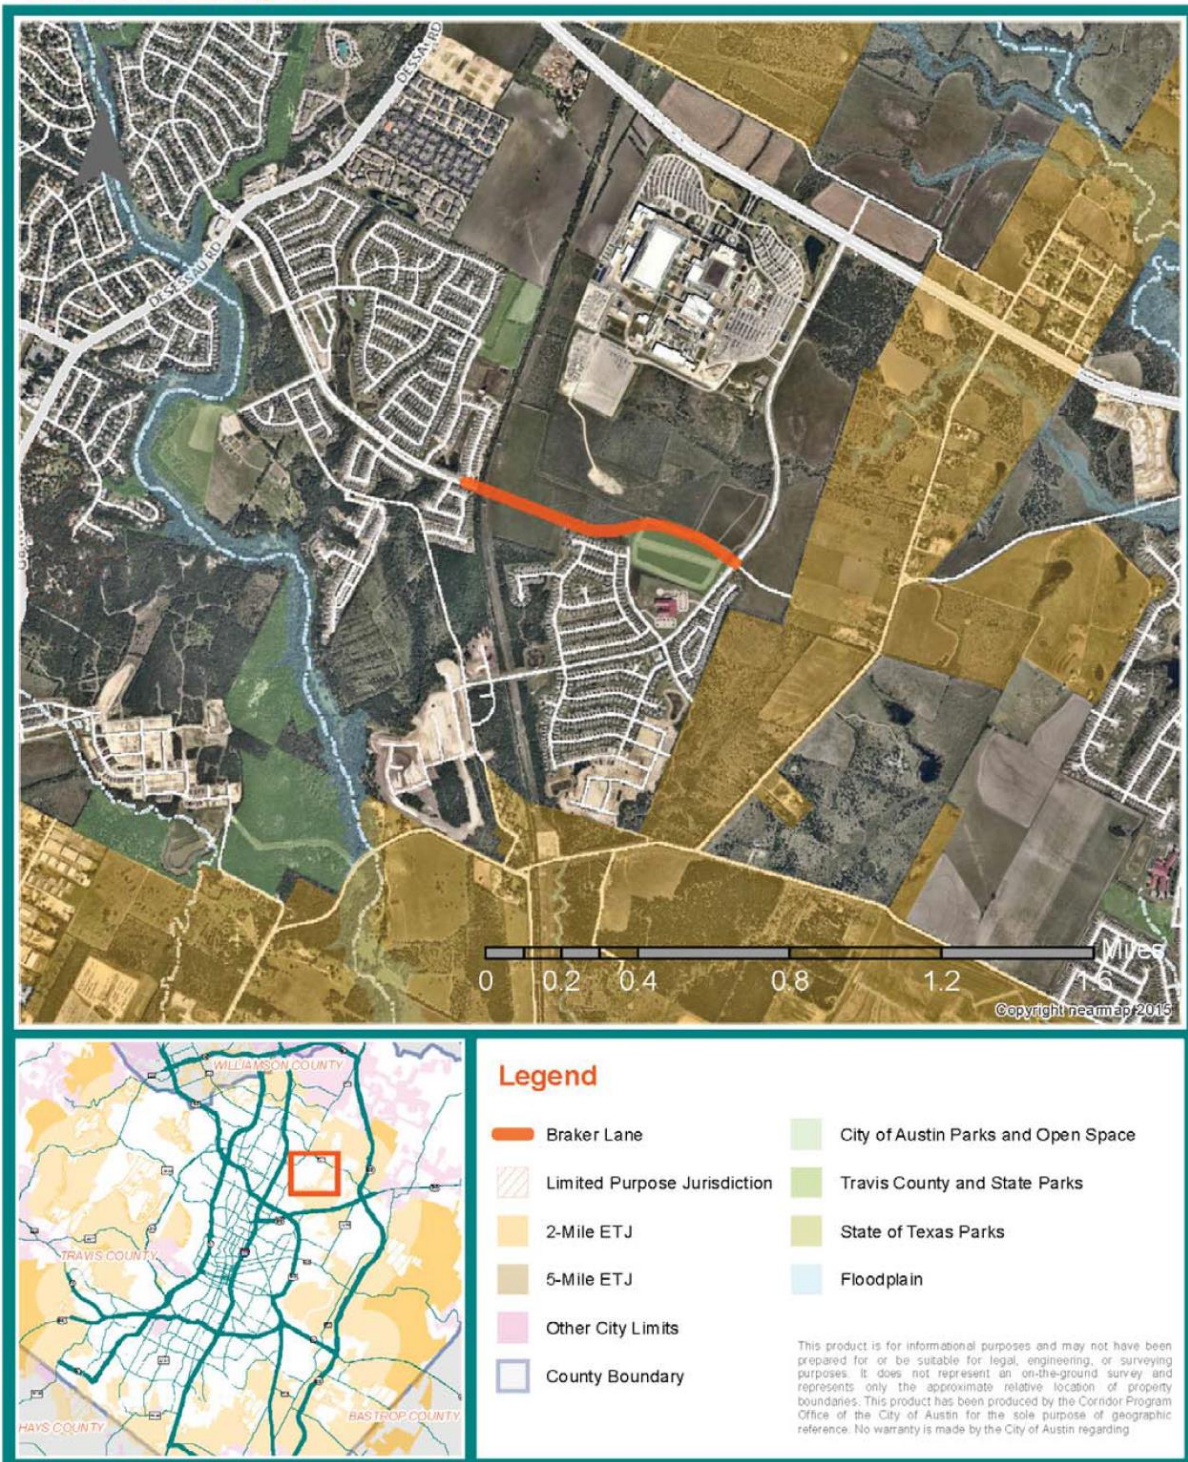 DESSAU RD
DESSAU RD
Miles
0 0.2 0.4 0.8 1.2 1.6
Copyright nearmap 2015
WILLIAMSON COUNTY
TRAVIS COUNTY
HAYS COUNTY
BASTROP COUNTY
Legend
Braker Lane
Limited Purpose Jurisdiction
2-Mile ETJ
5-Mile ETJ
Other City Limits
County Boundary
City of Austin Parks and Open Space
Travis County and State Parks
State of Texas Parks
Floodplain
This product is for informational purposes and may not have been
prepared for or be suitable for legal, engineering, or surveying
purposes. It does not represent an on-the-ground survey and
represents only the approximate relative location of property
boundaries. This product has been produced by the Corridor Program
Office of the City of Austin for the sole purpose of geographic
reference. No warranty is made by the City of Austin regarding